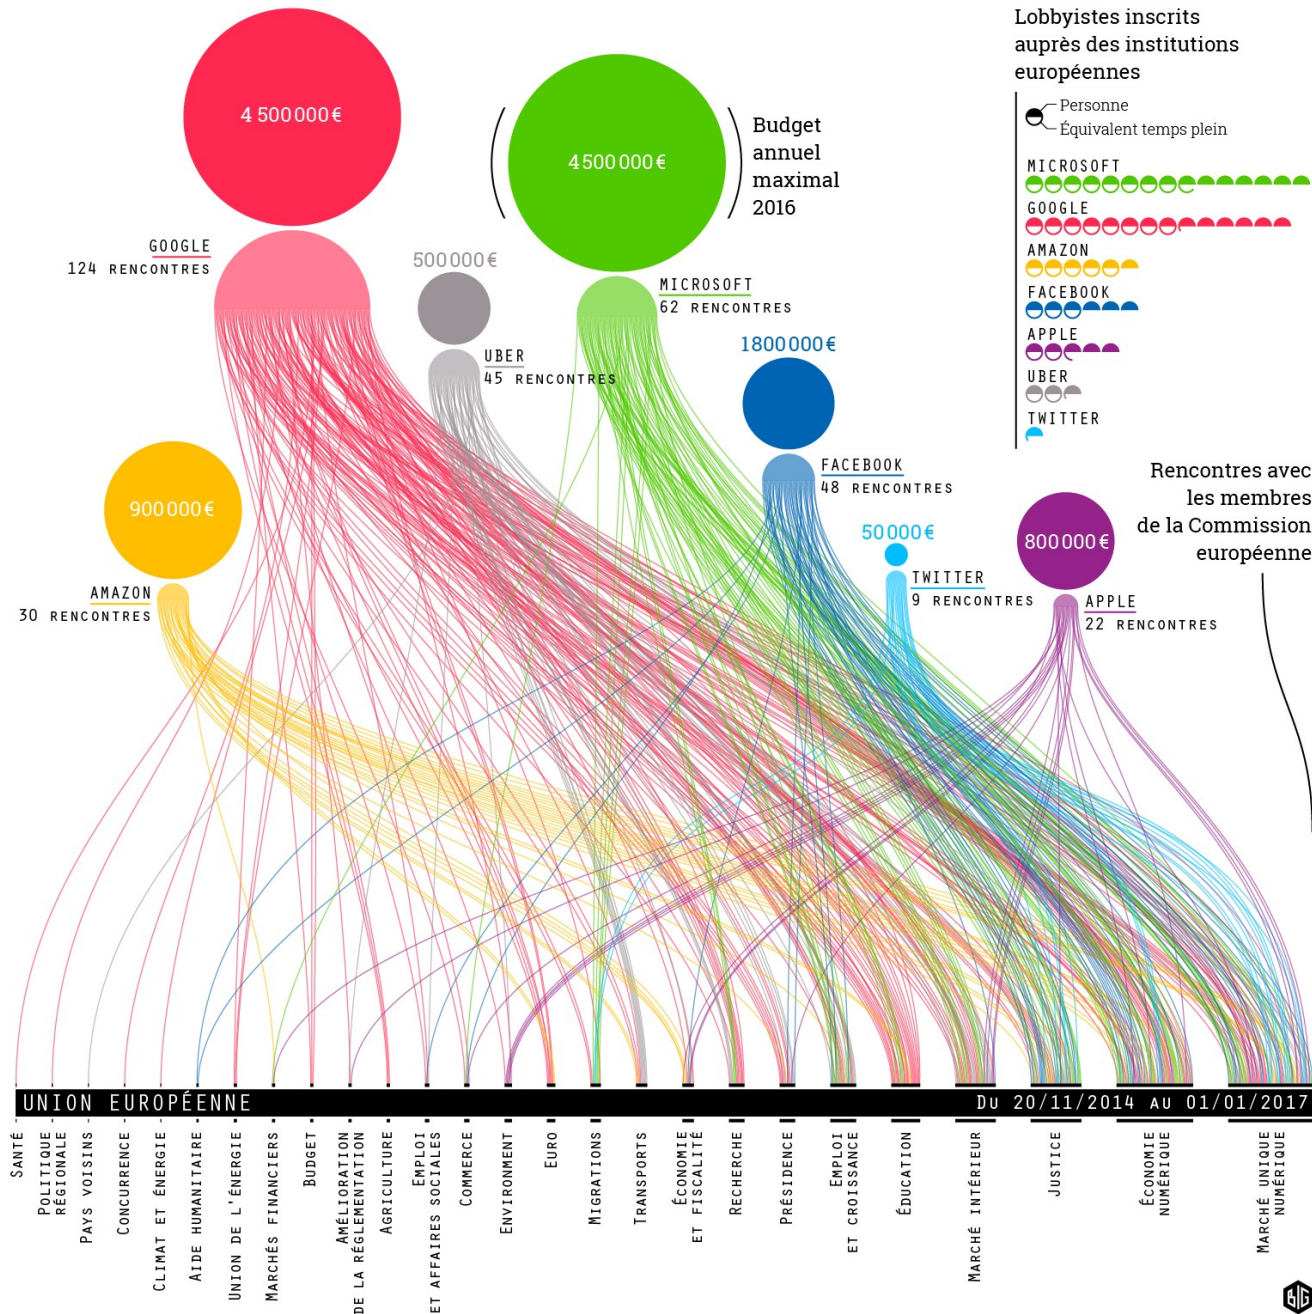 Lobbyistes inscrits
auprès des institutions
européennes
Personne
Équivalent temps plein
MICROSOFT
GOOGLE
AMAZON
FACEBOOK
APPLE
UBER
TWITTER
4 500 000 €
4 500 000 €
Budget
annuel
maximal
2016
GOOGLE
124 RENCONTRES
500 000 €
UBER
45 RENCONTRES
MICROSOFT
62 RENCONTRES
1 800 000 €
FACEBOOK
48 RENCONTRES
900 000 €
AMAZON
30 RENCONTRES
50 000 €
TWITTER
9 RENCONTRES
800 000 €
APPLE
22 RENCONTRES
Rencontres avec
les membres
de la Commission
européenne
UNION EUROPÉENNE
DU 20/11/2014 AU 01/01/2017
SANTÉ
POLITIQUE
RÉGIONALE
PAYS VOISINS
CONCURRENCE
CLIMAT ET ÉNERGIE
AIDE HUMANITAIRE
UNION DE L'ÉNERGIE
MARCHÉS FINANCIERS
BUDGET
AMÉLIORATION
DE LA RÉGLEMENTATION
AGRICULTURE
EMPLOI
ET AFFAIRES SOCIALES
COMMERCE
ENVIRONMENT
EURO
MIGRATIONS
TRANSPORTS
ÉCONOMIE
ET FISCALITÉ
RECHERCHE
PRÉSIDENCE
EMPLOI
ET CROISSANCE
ÉDUCATION
MARCHÉ INTÉRIEUR
JUSTICE
ÉCONOMIE
NUMÉRIQUE
MARCHÉ UNIQUE
NUMÉRIQUE